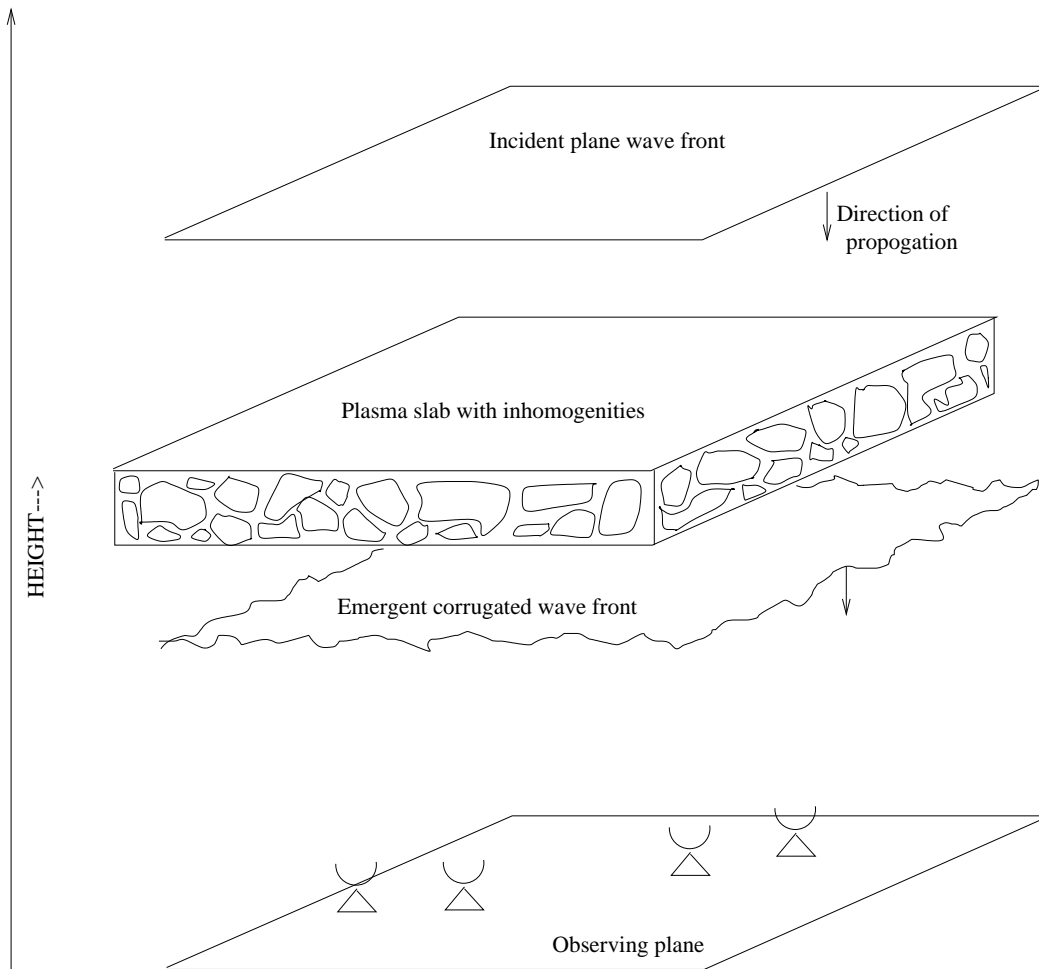 Incident plane wave front
Direction of
propogation
Plasma slab with inhomogenities
HEIGHT--->
Emergent corrugated wave front
Observing plane